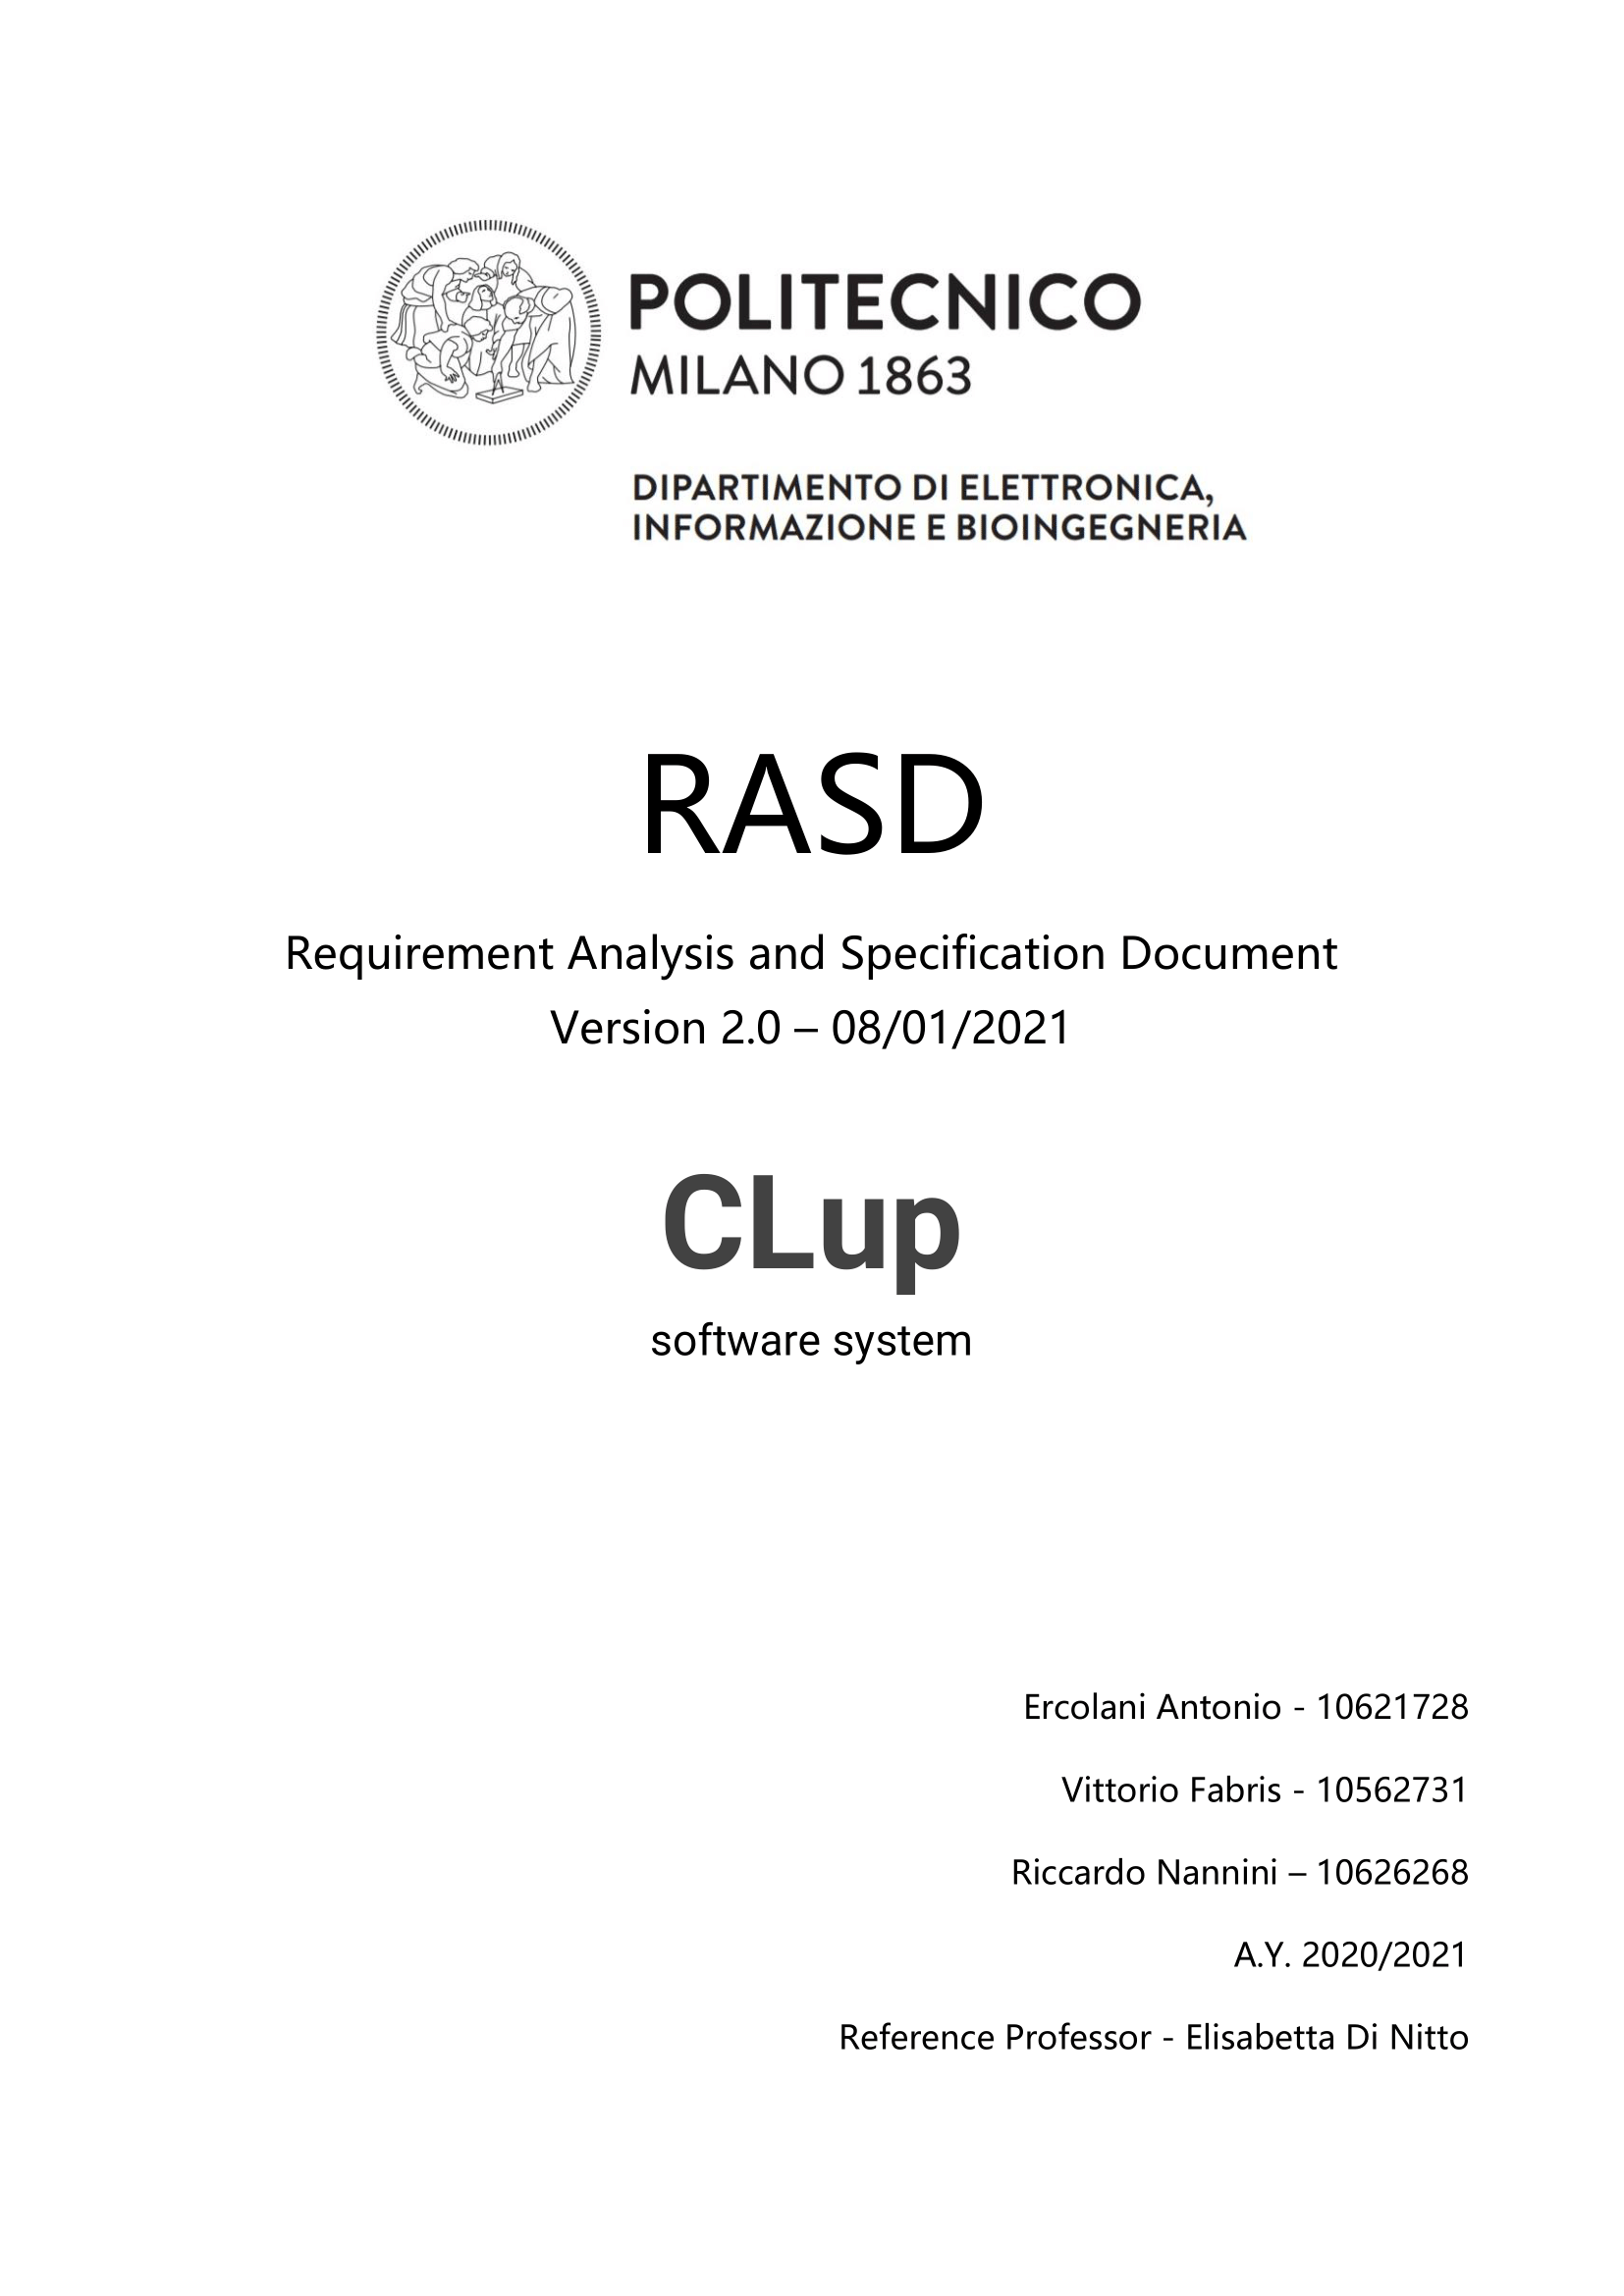 POLITECNICO
MILANO 1863
DIPARTIMENTO DI ELETTRONICA,
INFORMAZIONE E BIOINGEGNERIA
RASD
Requirement Analysis and Specification Document
Version 2.0 – 08/01/2021
CLup
software system
Ercolani Antonio - 10621728
Vittorio Fabris - 10562731
Riccardo Nannini – 10626268
A.Y. 2020/2021
Reference Professor - Elisabetta Di Nitto